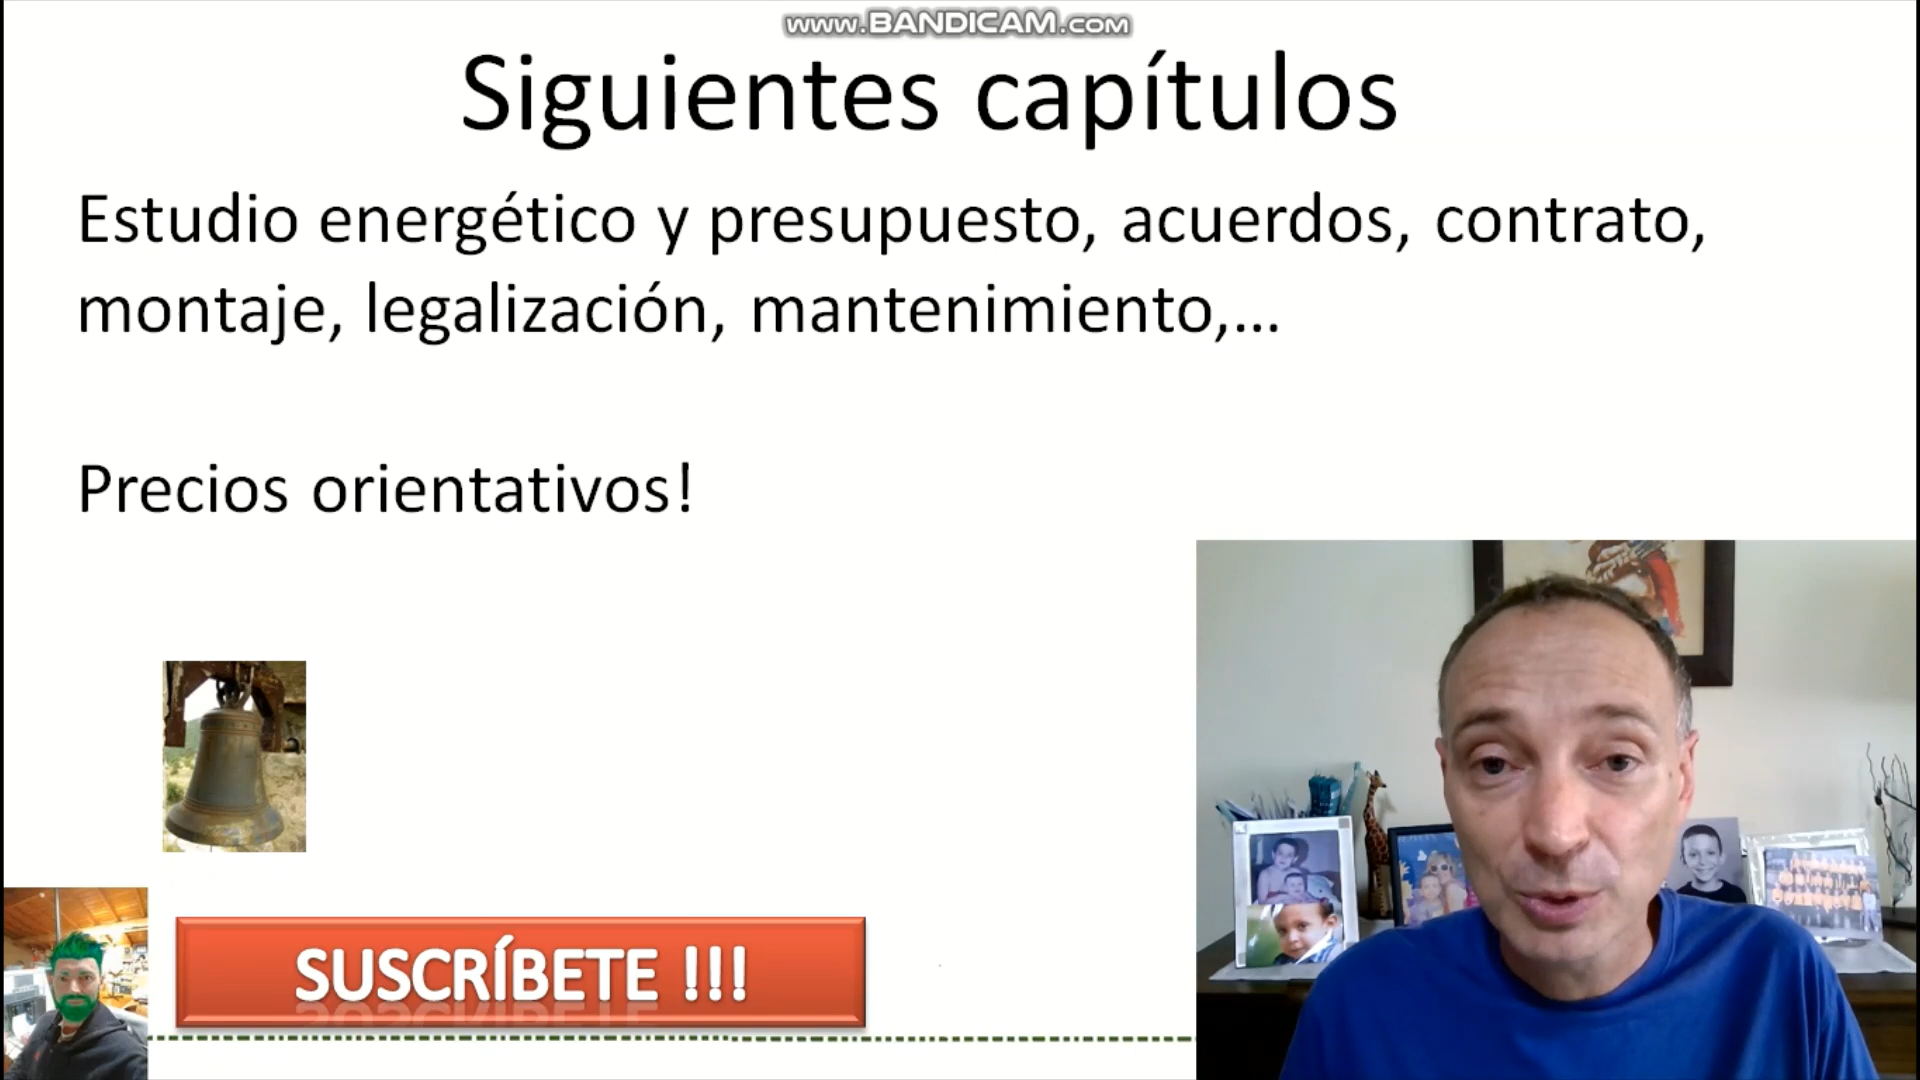 www.BANDICAM.com
Siguientes capítulos
Estudio energético y presupuesto, acuerdos, contrato,
montaje, legalización, mantenimiento,...
Precios orientativos!
SUSCRÍBETE !!!